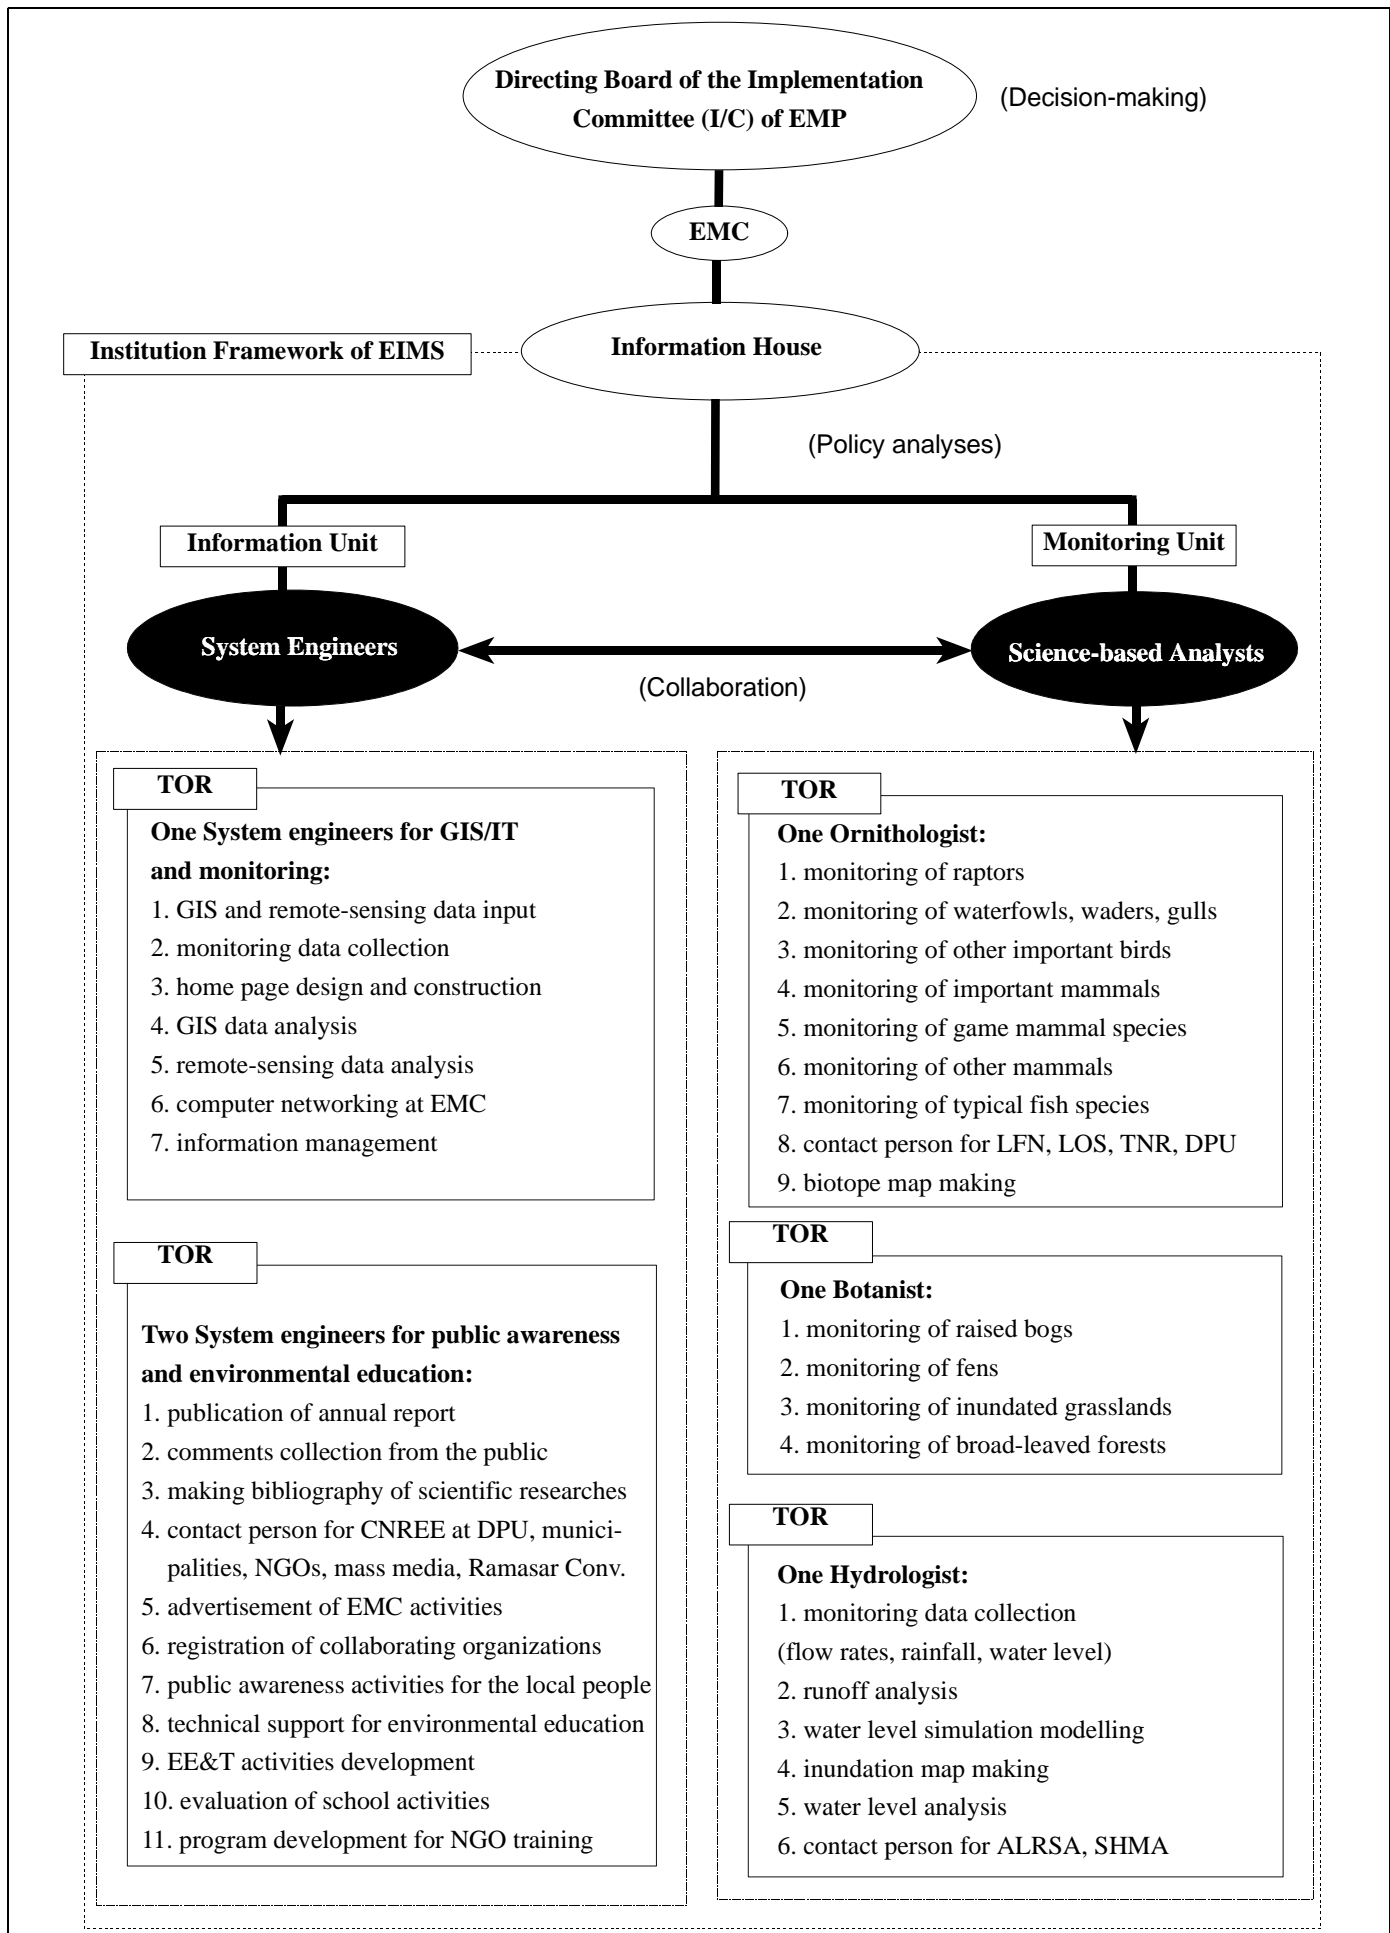 Directing Board of the Implementation
Committee (I/C) of EMP
(Decision-making)
EMC
Institution Framework of EIMS
Information House
(Policy analyses)
Information Unit
Monitoring Unit
System Engineers
Science-based Analysts
(Collaboration)
TOR
One System engineers for GIS/IT
and monitoring:
1. GIS and remote-sensing data input
2. monitoring data collection
3. home page design and construction
4. GIS data analysis
5. remote-sensing data analysis
6. computer networking at EMC
7. information management
TOR
Two System engineers for public awareness
and environmental education:
1. publication of annual report
2. comments collection from the public
3. making bibliography of scientific researches
4. contact person for CNREE at DPU, munici-
palities, NGOs, mass media, Ramasar Conv.
5. advertisement of EMC activities
6. registration of collaborating organizations
7. public awareness activities for the local people
8. technical support for environmental education
9. EE&T activities development
10. evaluation of school activities
11. program development for NGO training
TOR
One Ornithologist:
1. monitoring of raptors
2. monitoring of waterfowls, waders, gulls
3. monitoring of other important birds
4. monitoring of important mammals
5. monitoring of game mammal species
6. monitoring of other mammals
7. monitoring of typical fish species
8. contact person for LFN, LOS, TNR, DPU
9. biotope map making
TOR
One Botanist:
1. monitoring of raised bogs
2. monitoring of fens
3. monitoring of inundated grasslands
4. monitoring of broad-leaved forests
TOR
One Hydrologist:
1. monitoring data collection
(flow rates, rainfall, water level)
2. runoff analysis
3. water level simulation modelling
4. inundation map making
5. water level analysis
6. contact person for ALRSA, SHMA